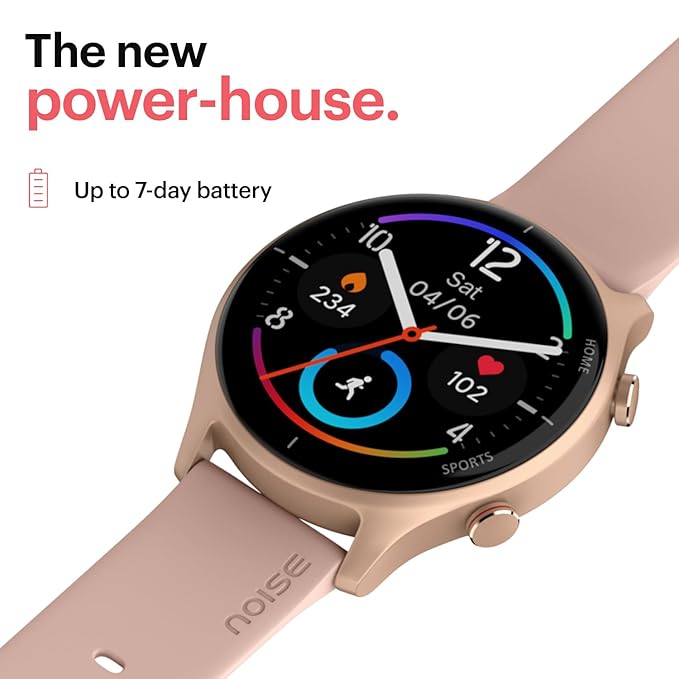 The new
power-house.
Up to 7-day battery
10
12
Sat
04/06
234
8
2
HOME
102
4
SPORTS
NOISE